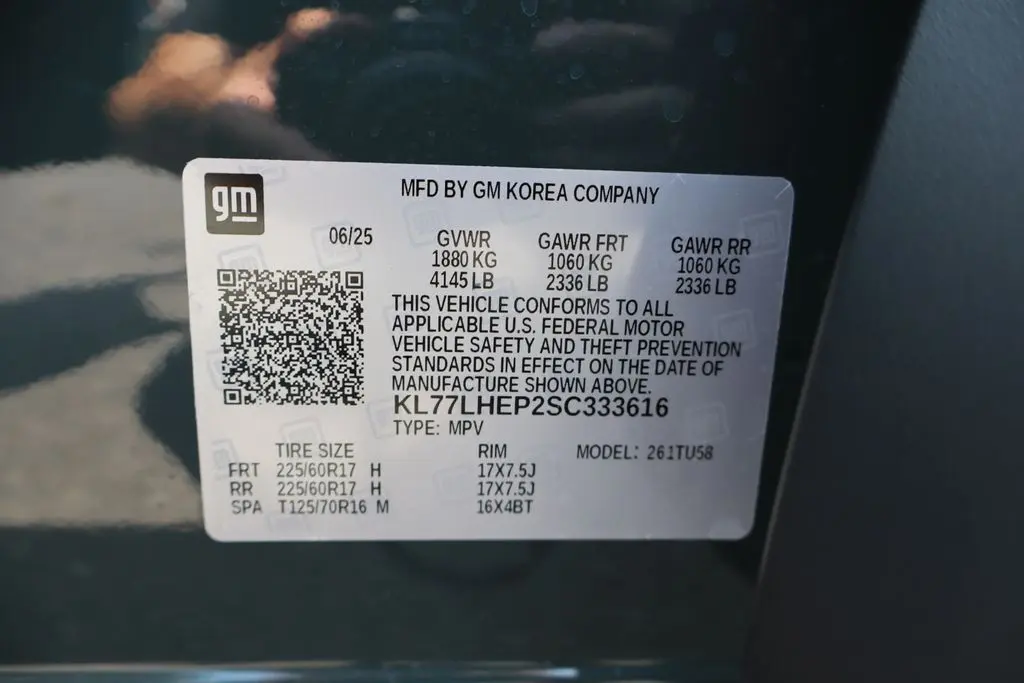 gm
MFD BY GM KOREA COMPANY
06/25 GVWR GAWR FRT GAWR RR
1880 KG 1060 KG 1060 KG
4145 LB 2336 LB 2336 LB
THIS VEHICLE CONFORMS TO ALL
APPLICABLE U.S. FEDERAL MOTOR
VEHICLE SAFETY AND THEFT PREVENTION
STANDARDS IN EFFECT ON THE DATE OF
MANUFACTURE SHOWN ABOVE.
KL77LHEP2SC333616
TYPE: MPV
TIRE SIZE RIM MODEL: 261TU58
FRT 225/60R17 H 17X7.5J
RR 225/60R17 H 17X7.5J
SPA T125/70R16 M 16X4BT